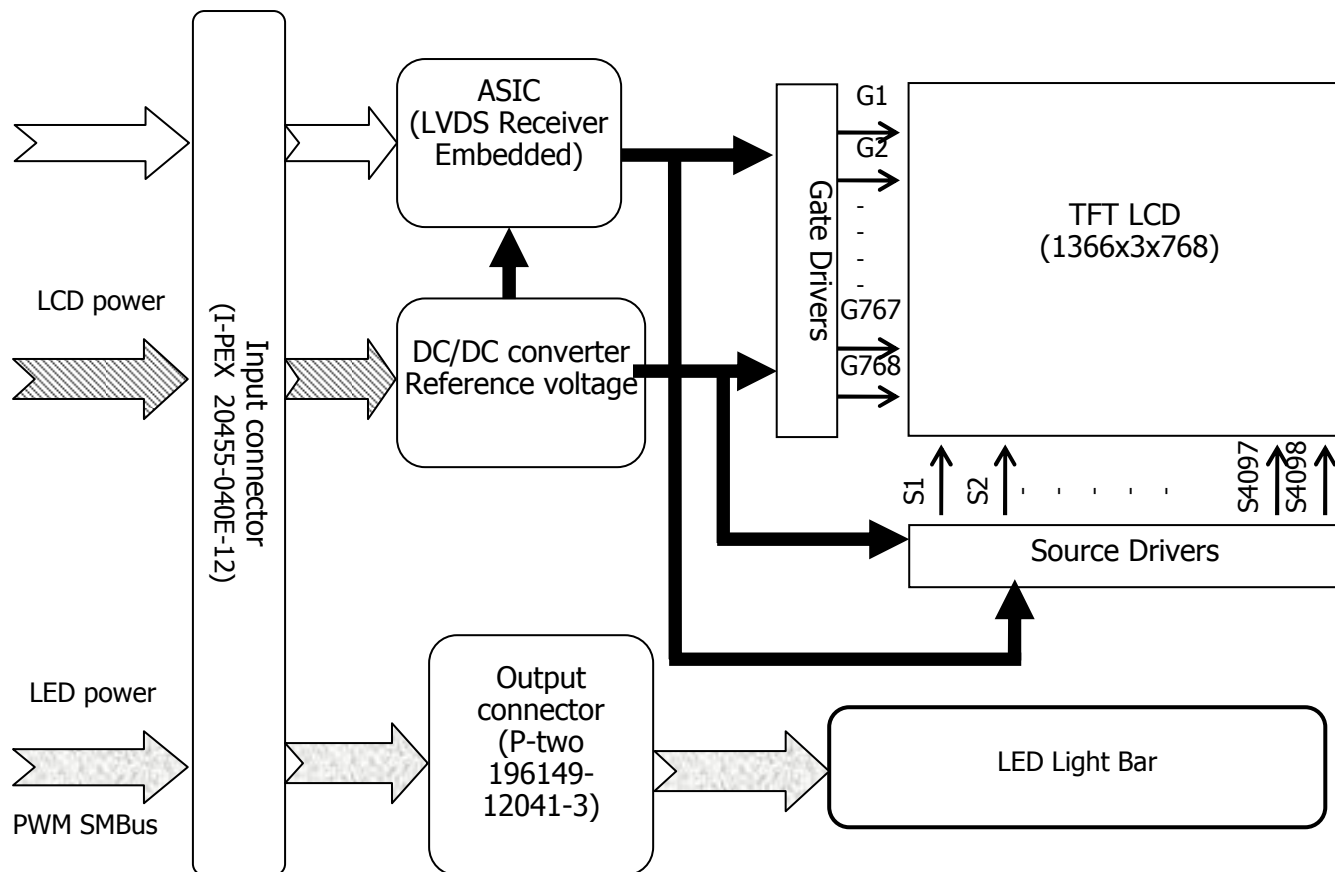 ASIC
(LVDS Receiver
Embedded)
G1
G2
-
-
-
-
G767
G768
Gate Drivers
TFT LCD
(1366x3x768)
LCD power
Input connector
(I-PEX 20455-040E-12)
DC/DC converter
Reference voltage
S1
S2
- - - - -
S4097
S4098
Source Drivers
LED power
PWM SMBus
Output
connector
(P-two
196149-
12041-3)
LED Light Bar